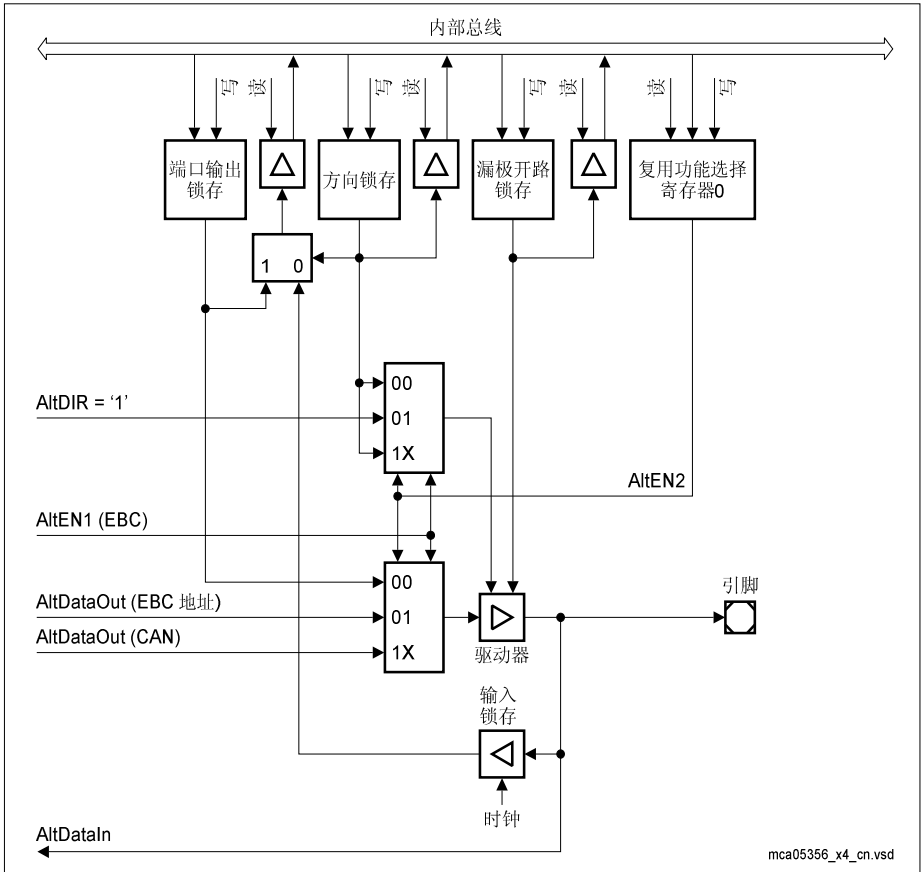 内部总线
写
读
写
读
写
读
读
写
端口输出
锁存
方向锁存
漏极开路
锁存
复用功能选择
寄存器0
1 0
00
AltDIR = ‘1’
01
1X
AltEN2
AltEN1 (EBC)
00
引脚
AltDataOut (EBC 地址)
01
AltDataOut (CAN)
1X
驱动器
输入
锁存
时钟
AltDataIn
mca05356_x4_cn.vsd